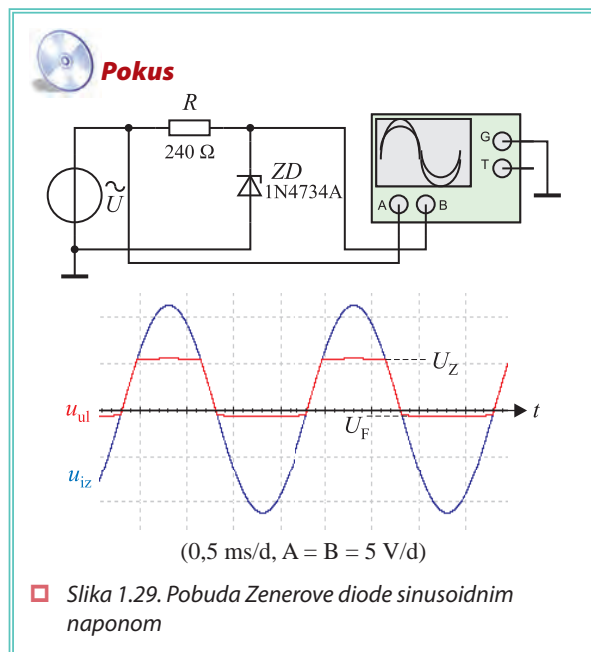 Pokus
R
240 Ω
ZD
1N4734A
~
U
G
T
A
B
U_Z
u_ul
t
U_F
u_iz
(0,5 ms/d, A = B = 5 V/d)
Slika 1.29. Pobuda Zenerove diode sinusoidnim
naponom